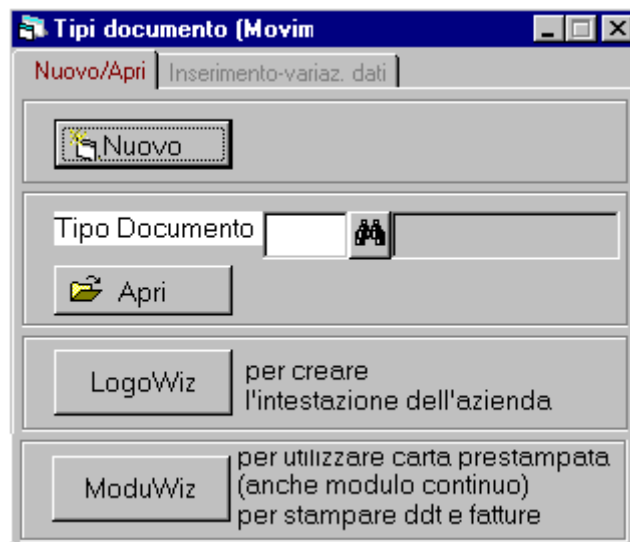 Tipi documento (Movim
Nuovo/Apri Inserimento-variaz. dati
Nuovo
Tipo Documento
Apri
LogoWiz per creare
l'intestazione dell'azienda
ModuWiz per utilizzare carta prestampata
(anche modulo continuo)
per stampare ddt e fatture